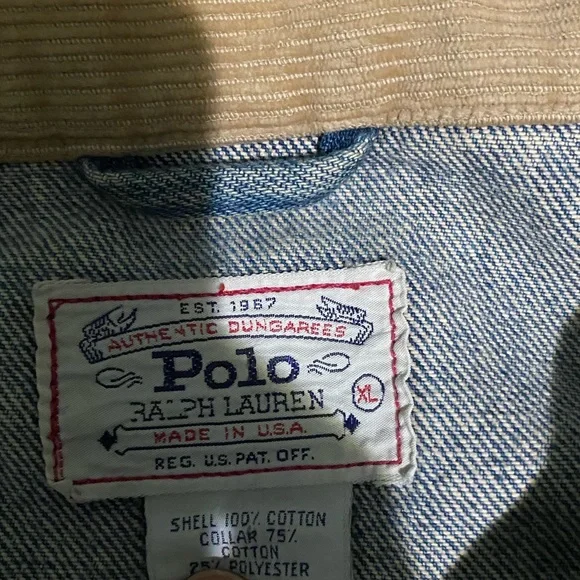 EST. 1967
AUTHENTIC DUNGAREES
Polo
RALPH LAUREN
XL
MADE IN U.S.A.
REG. U.S. PAT. OFF.
SHELL 100% COTTON
COLLAR 75%
COTTON
25% POLYESTER